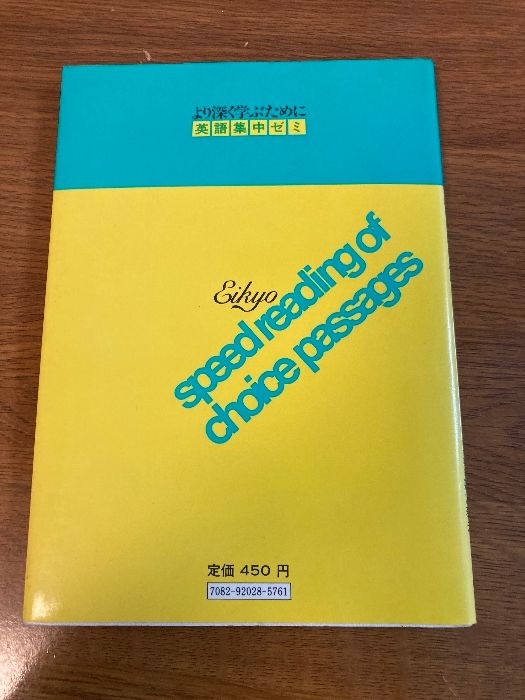 より深く学ぶために
英語集中ゼミ
Eikyo
speed reading of
choice passages
定価 450 円
7082-92028-5761